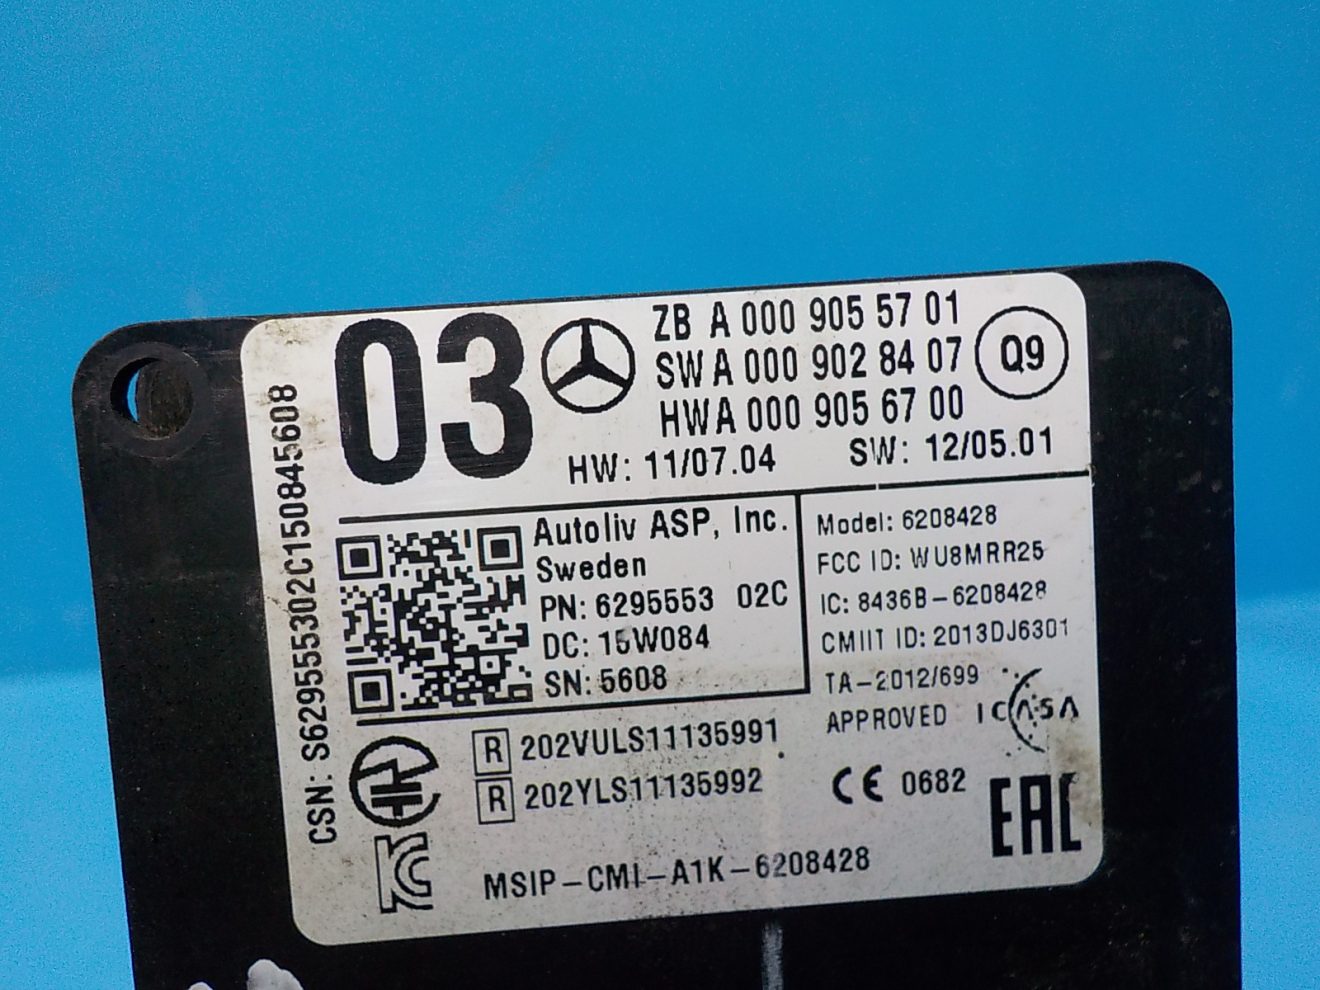 03
ZB A 000 905 57 01
SW A 000 902 84 07
HWA 000 905 67 00
Q9
HW: 11/07.04 SW: 12/05.01
CSN: S629555302C150845608
Autoliv ASP, Inc.
Sweden
PN: 6295553 02C
DC: 15W084
SN: 5608
Model: 6208428
FCC ID: WU8MRR25
IC: 8436B-6208428
CMIIT ID: 2013DJ6301
TA-2012/699
APPROVED ICASA
R 202VULS11135991
R 202YLS11135992
CE 0682
EAC
KC
MSIP-CMI-A1K-6208428